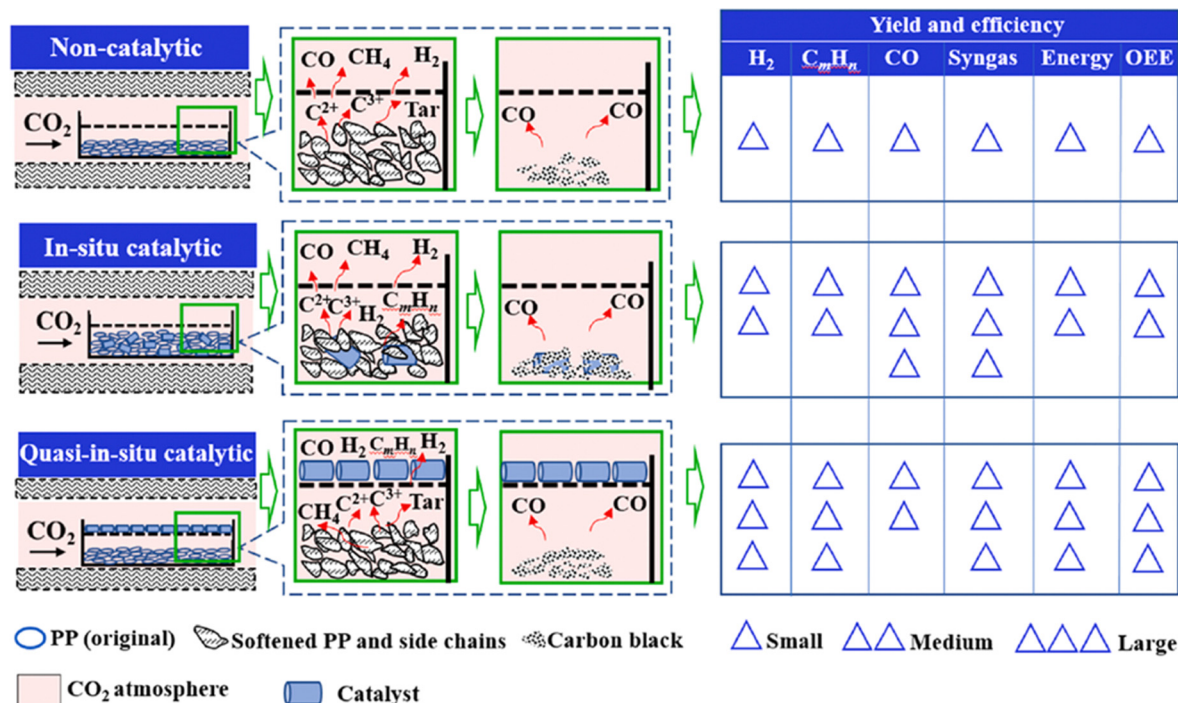 Non-catalytic
CO₂
CO CH₄ H₂
C²⁺ C³⁺ Tar
CO CO
Yield and efficiency
H₂ CₘHₙ CO Syngas Energy OEE
In-situ catalytic
CO₂
CO CH₄ H₂
C²⁺ C³⁺ H₂ CₘHₙ
CO CO
Quasi-in-situ catalytic
CO₂
CO H₂ CₘHₙ H₂
CH₄ C²⁺ C³⁺ Tar
CO CO
PP (original) Softened PP and side chains Carbon black Small Medium Large
CO₂ atmosphere Catalyst